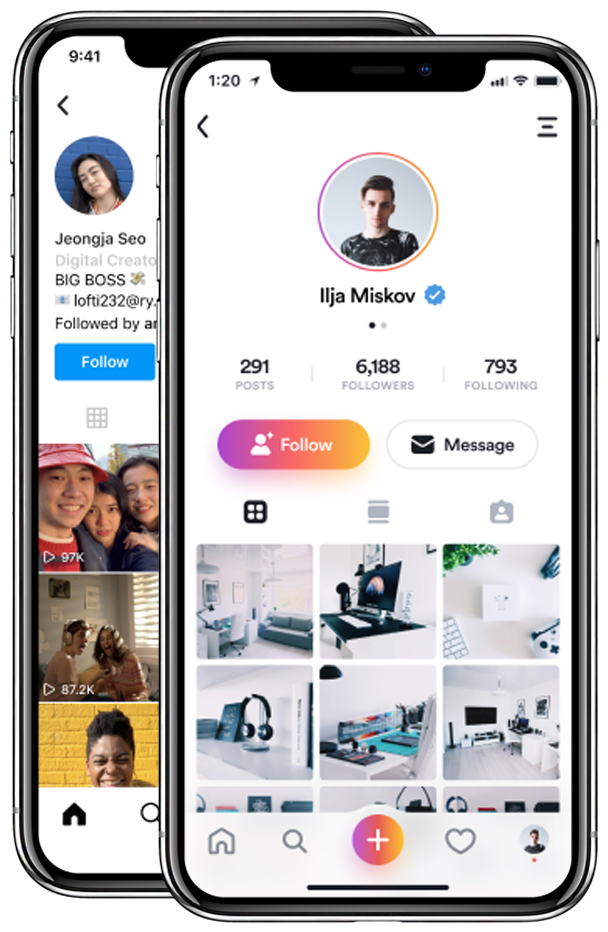 9:41
Jeongja Seo
Digital Creato
BIG BOSS 💸
📧 lofti232@ry.
Followed by
Follow
97K
87.2K
1:20
Ilja Miskov
291
POSTS
6,188
FOLLOWERS
793
FOLLOWING
Follow
Message